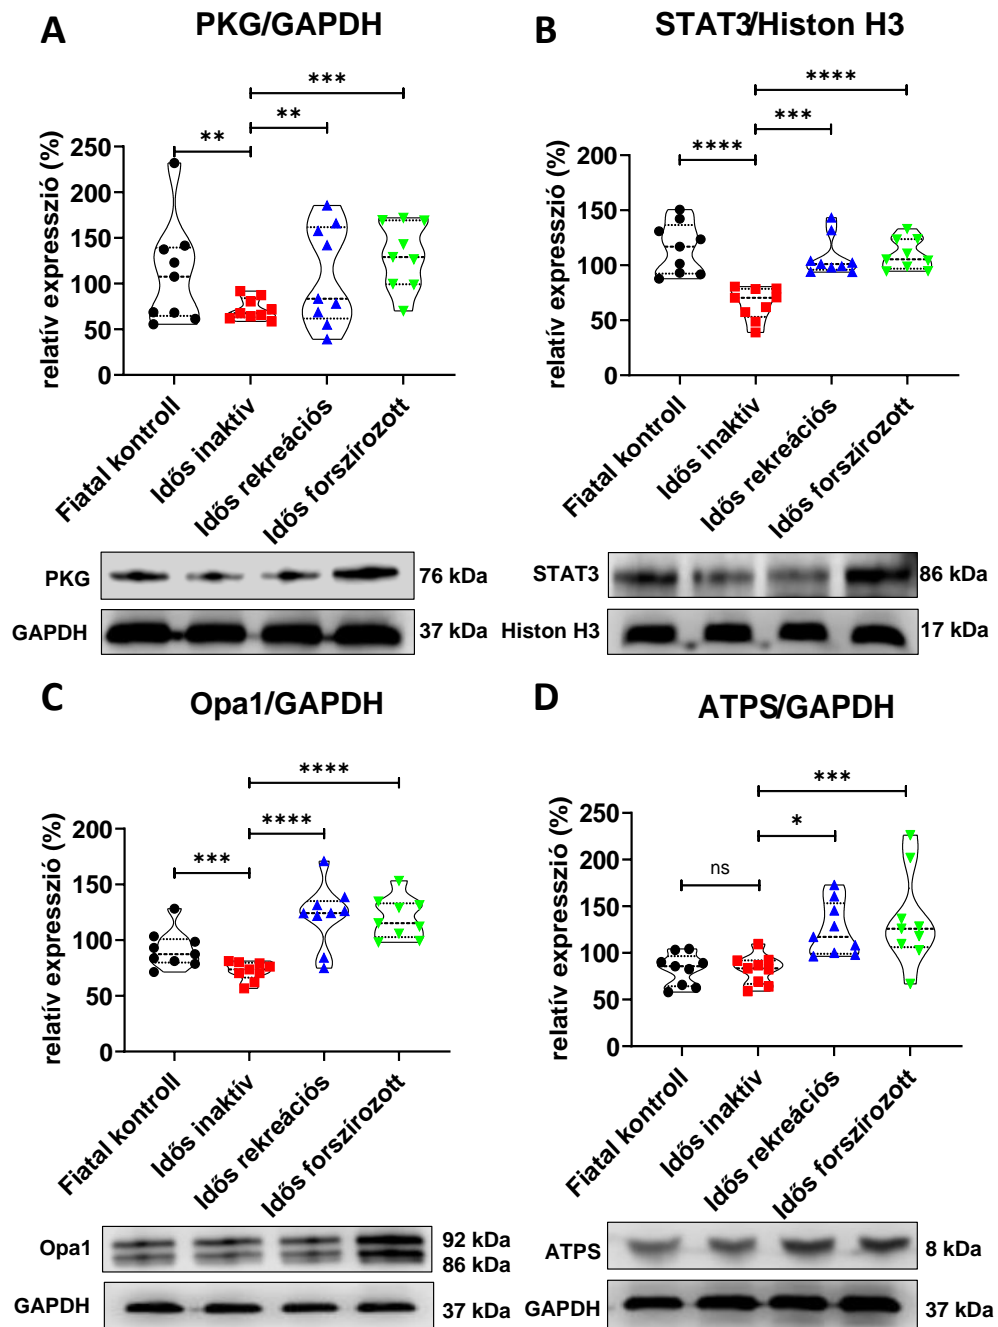 A
PKG/GAPDH
***
**
**
relatív expresszió (%)
250
200
150
100
50
0
Fiatal kontroll
Idős inaktív
Idős rekreációs
Idős forszírozott
PKG
76 kDa
GAPDH
37 kDa
B
STAT3/Histon H3
****
***
****
relatív expresszió (%)
200
150
100
50
0
Fiatal kontroll
Idős inaktív
Idős rekreációs
Idős forszírozott
STAT3
86 kDa
Histon H3
17 kDa
C
Opa1/GAPDH
****
****
***
relatív expresszió (%)
200
150
100
50
0
Fiatal kontroll
Idős inaktív
Idős rekreációs
Idős forszírozott
Opa1
92 kDa
86 kDa
GAPDH
37 kDa
D
ATPS/GAPDH
***
*
ns
relatív expresszió (%)
250
200
150
100
50
0
Fiatal kontroll
Idős inaktív
Idős rekreációs
Idős forszírozott
ATPS
8 kDa
GAPDH
37 kDa